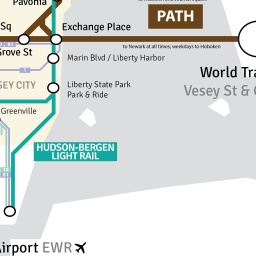 Pavonia
PATH
Sq
Exchange Place
to Newark at all times; weekdays to Hoboken
Grove St
Marin Blvd / Liberty Harbor
World Tra
SEY CITY
Liberty State Park
Park & Ride
Vesey St &
Greenville
HUDSON-BERGEN
LIGHT RAIL
Airport EWR